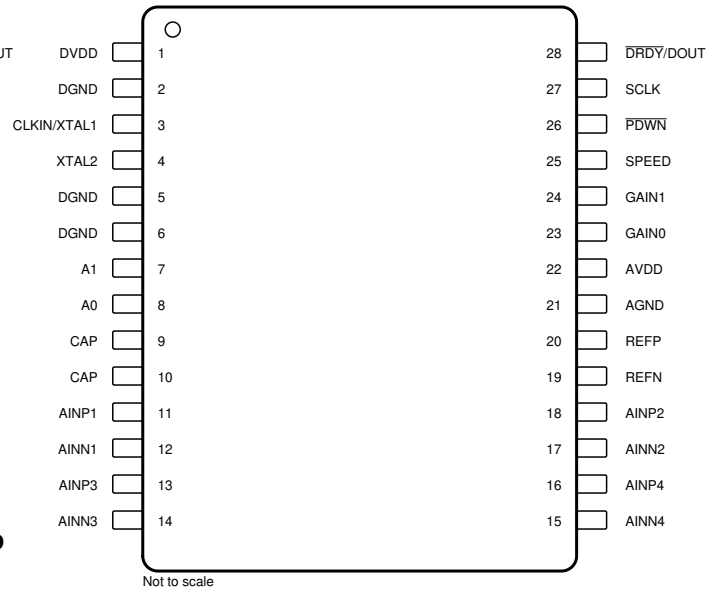 UT DVDD 1 28 DRDY/DOUT
DGND 2 27 SCLK
CLKIN/XTAL1 3 26 PDWN
XTAL2 4 25 SPEED
DGND 5 24 GAIN1
DGND 6 23 GAIN0
A1 7 22 AVDD
A0 8 21 AGND
CAP 9 20 REFP
CAP 10 19 REFN
AINP1 11 18 AINP2
AINN1 12 17 AINN2
AINP3 13 16 AINP4
AINN3 14 15 AINN4
Not to scale